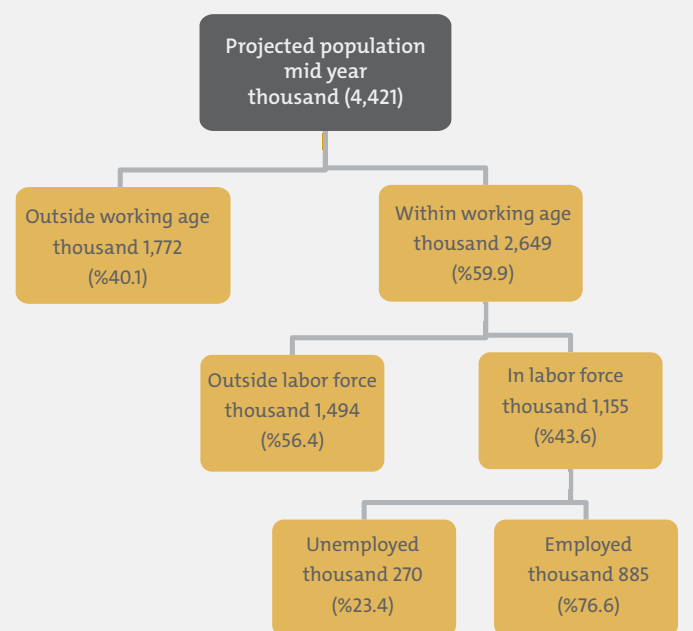 Projected population
mid year
thousand (4,421)
Outside working age
thousand 1,772
(%40.1)
Within working age
thousand 2,649
(%59.9)
Outside labor force
thousand 1,494
(%56.4)
In labor force
thousand 1,155
(%43.6)
Unemployed
thousand 270
(%23.4)
Employed
thousand 885
(%76.6)